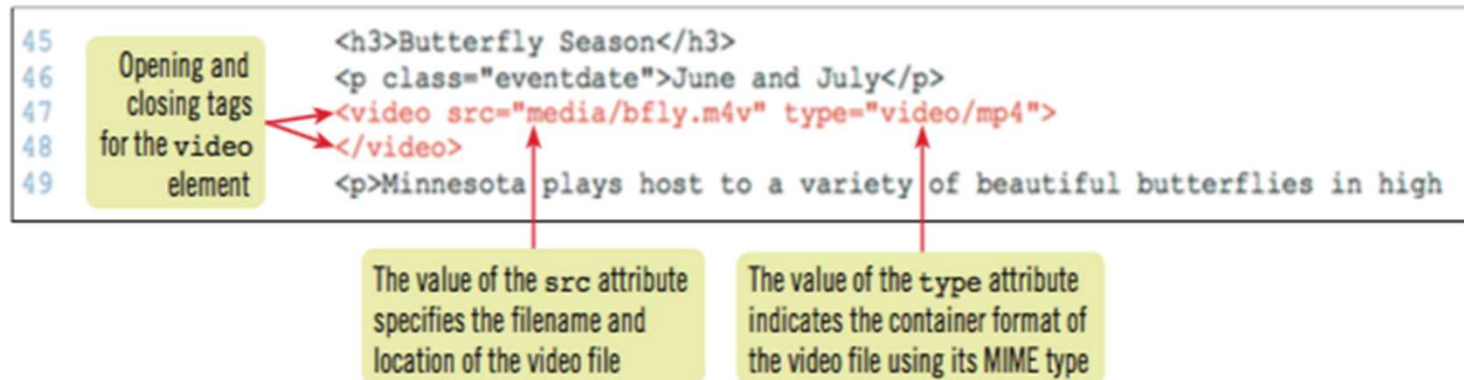 45 <h3>Butterfly Season</h3>
46 <p class="eventdate">June and July</p>
47 <video src="media/bfly.m4v" type="video/mp4">
48 </video>
49 <p>Minnesota plays host to a variety of beautiful butterflies in high
Opening and
closing tags
for the video
element
The value of the src attribute
specifies the filename and
location of the video file
The value of the type attribute
indicates the container format of
the video file using its MIME type